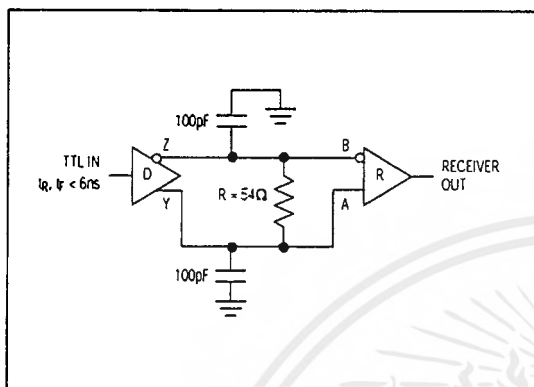 100pF
Z
B
TTL IN
tR, tF < 6ns
D
R = 54Ω
R
RECEIVER
OUT
Y
A
100pF